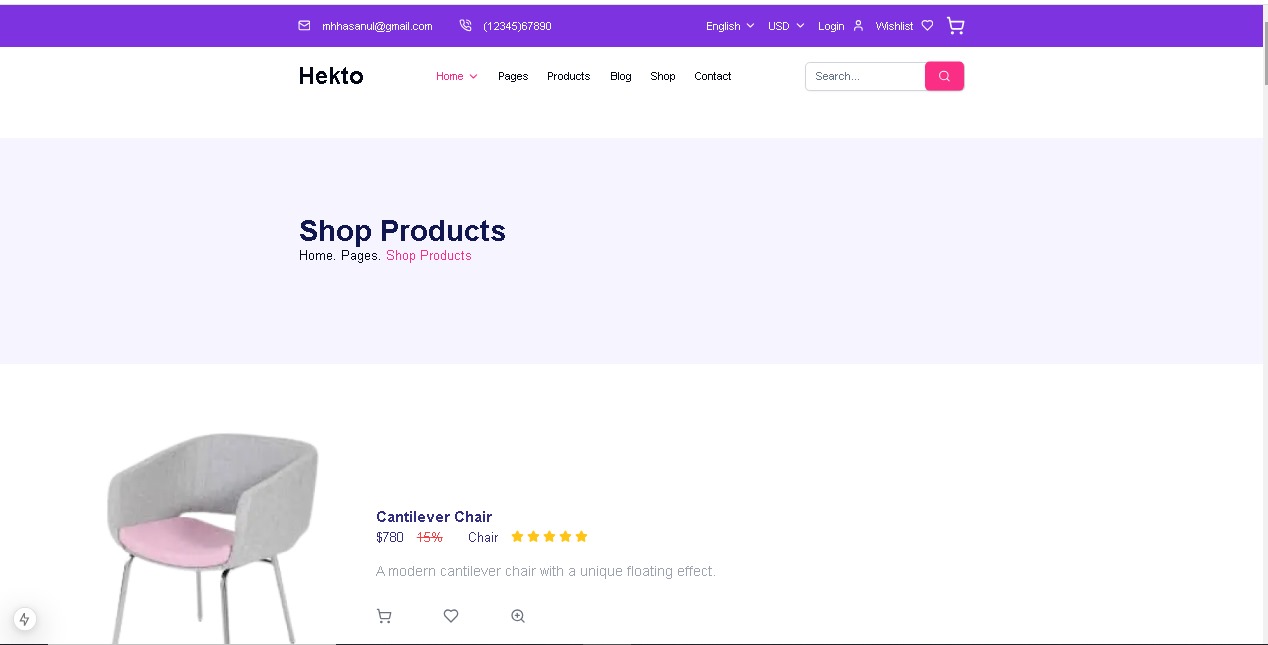 mhhasanul@gmail.com (12345)67890 English USD Login Wishlist
Hekto Home Pages Products Blog Shop Contact Search...
Shop Products
Home. Pages. Shop Products
Cantilever Chair
$780 15% Chair
A modern cantilever chair with a unique floating effect.